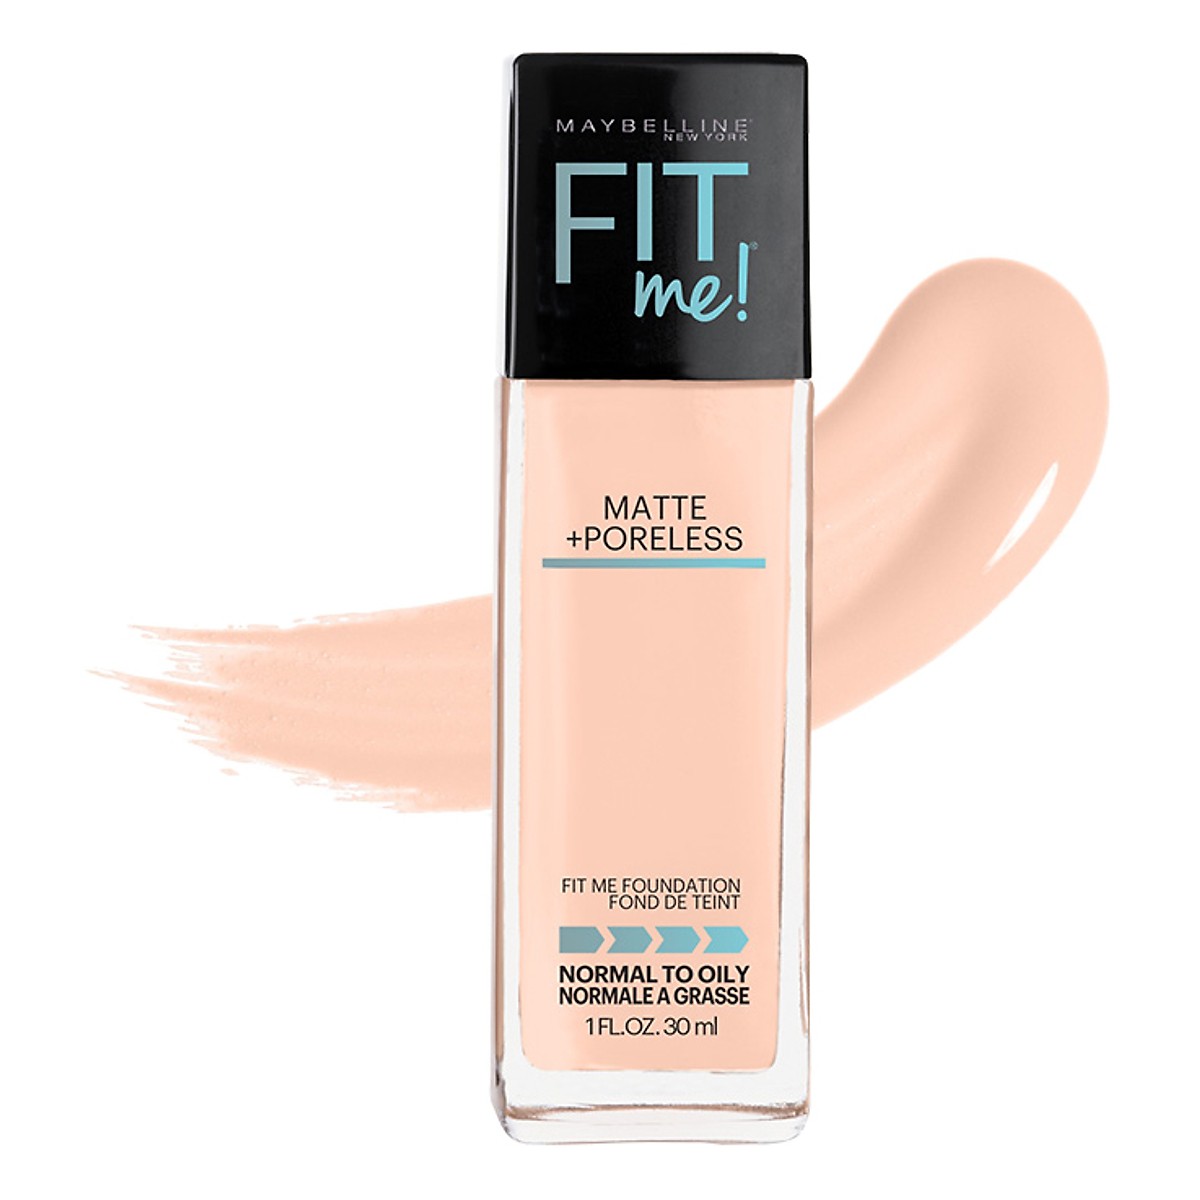 MAYBELLINE
NEW YORK
FIT
me!®
MATTE
+PORELESS
FIT ME FOUNDATION
FOND DE TEINT
NORMAL TO OILY
NORMALE A GRASSE
1 FL.OZ. 30 ml